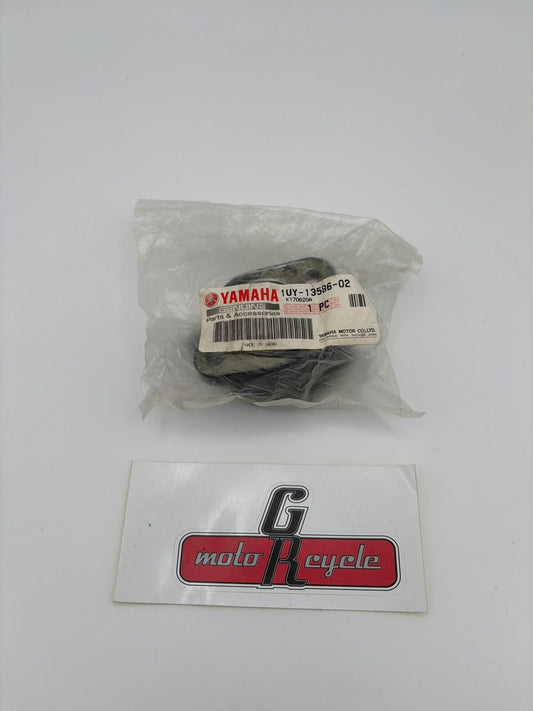 YAMAHA
GENUINE
Parts & Accessories
1UY-13586-02
K170620A
1 PC
YAMAHA MOTOR CO.,LTD.
MADE IN JAPAN
GR
moto cycle